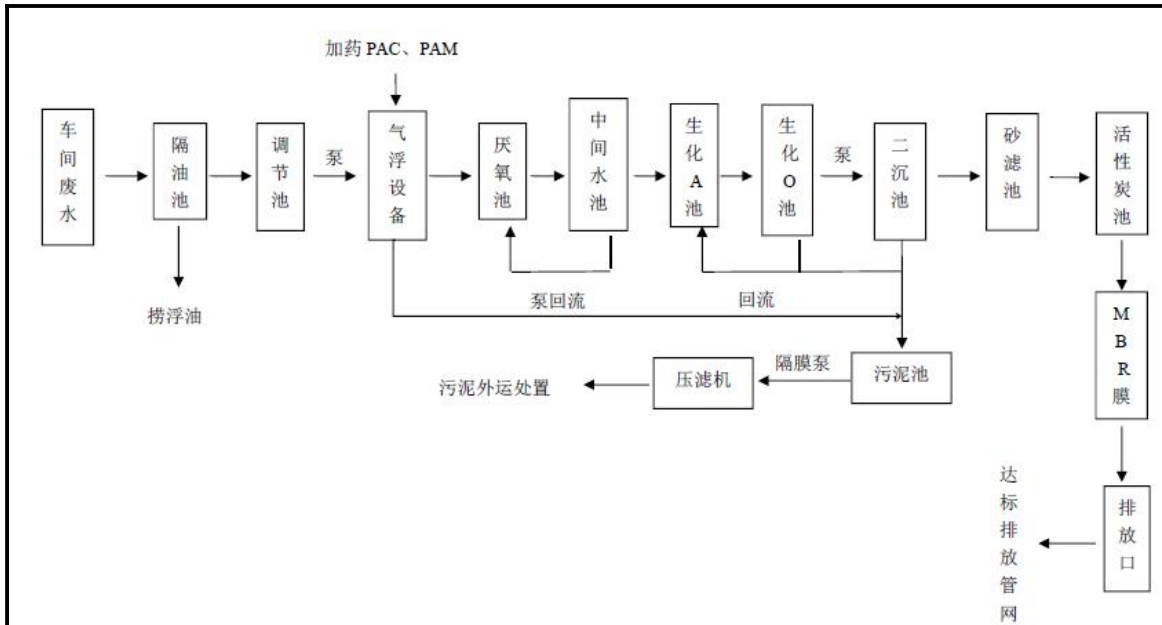 加药 PAC、PAM
车间废水
隔油池
调节池
泵
气浮设备
厌氧池
中间水池
生化A池
生化O池
泵
二沉池
砂滤池
活性炭池
泵回流
回流
捞浮油
MBR膜
污泥外运处置
压滤机
隔膜泵
污泥池
达标排放管网
排放口